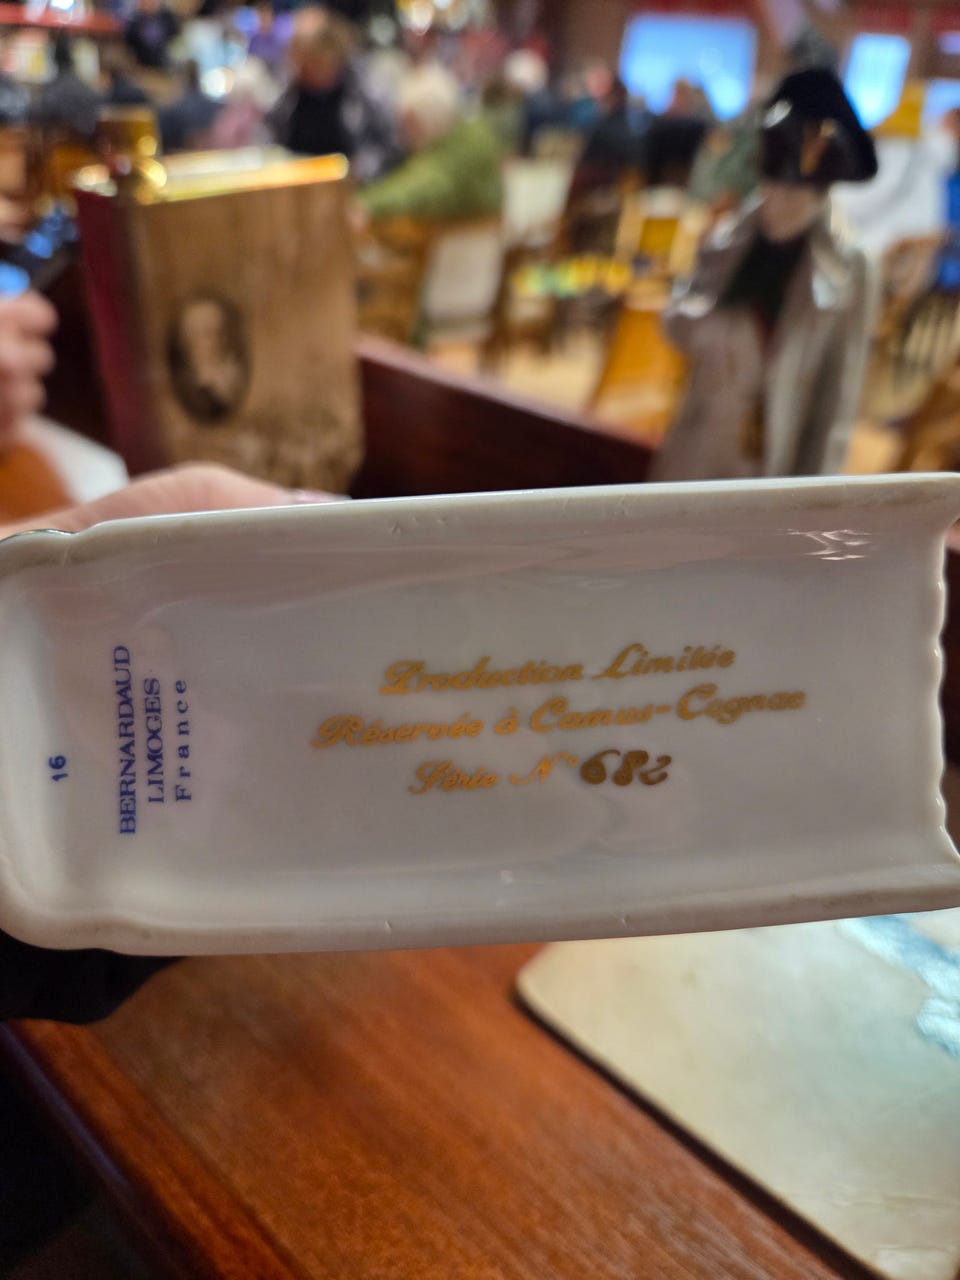 16
BERNARDAUD
LIMOGES
France
Production Limitée
Réservée à Camus-Cognac
Série N° 682